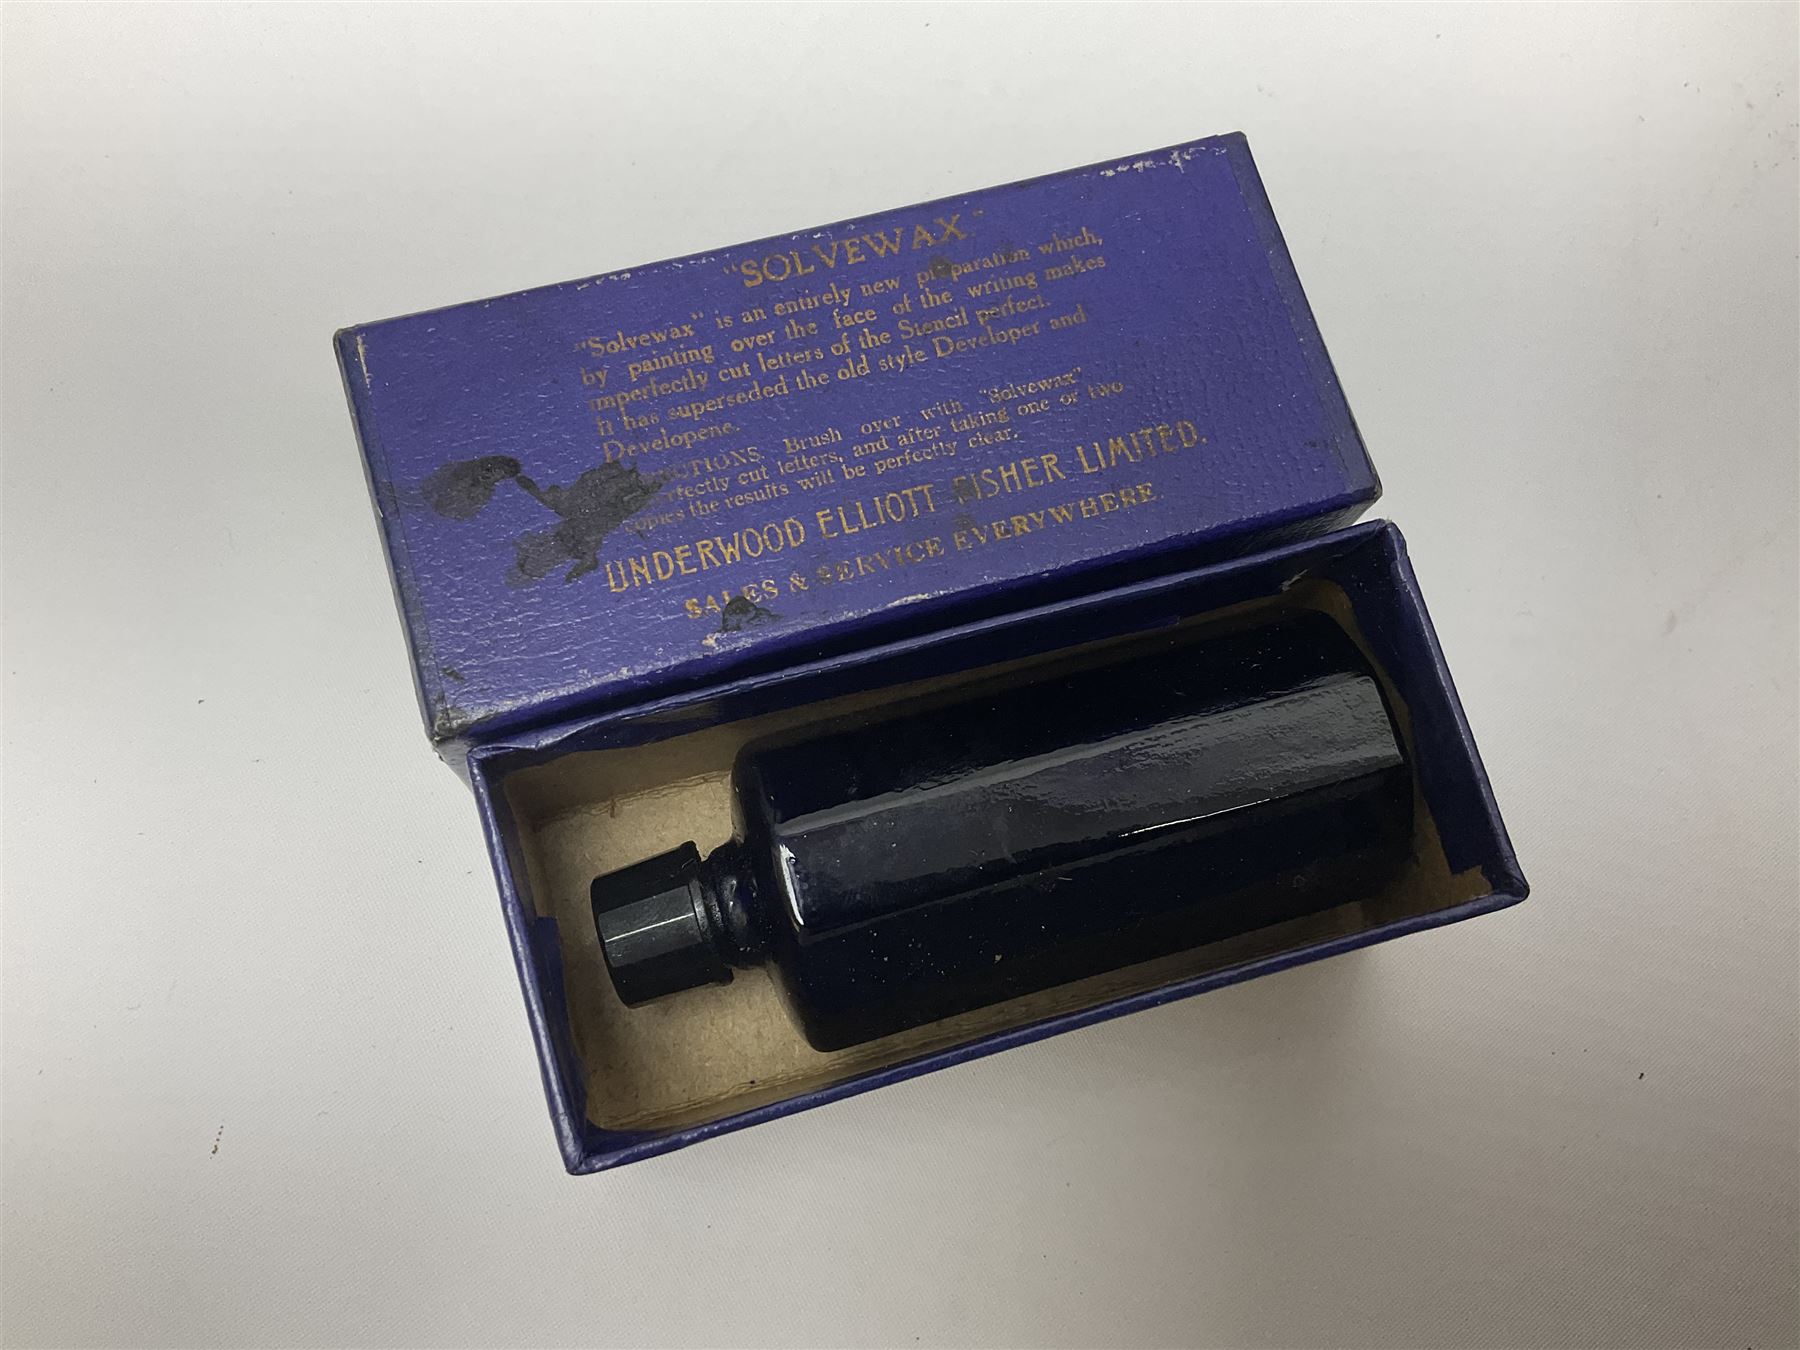 "SOLVEWAX"
"Solvewax" is an entirely new preparation which,
by painting over the face of the writing makes
imperfectly cut letters of the Stencil perfect.
It has superseded the old style Developer and
Developene.
CTIONS. Brush over with "Solvewax"
rfectly cut letters, and after taking one or two
copies the results will be perfectly clear.
UNDERWOOD ELLIOTT FISHER LIMITED.
SALES & SERVICE EVERYWHERE.